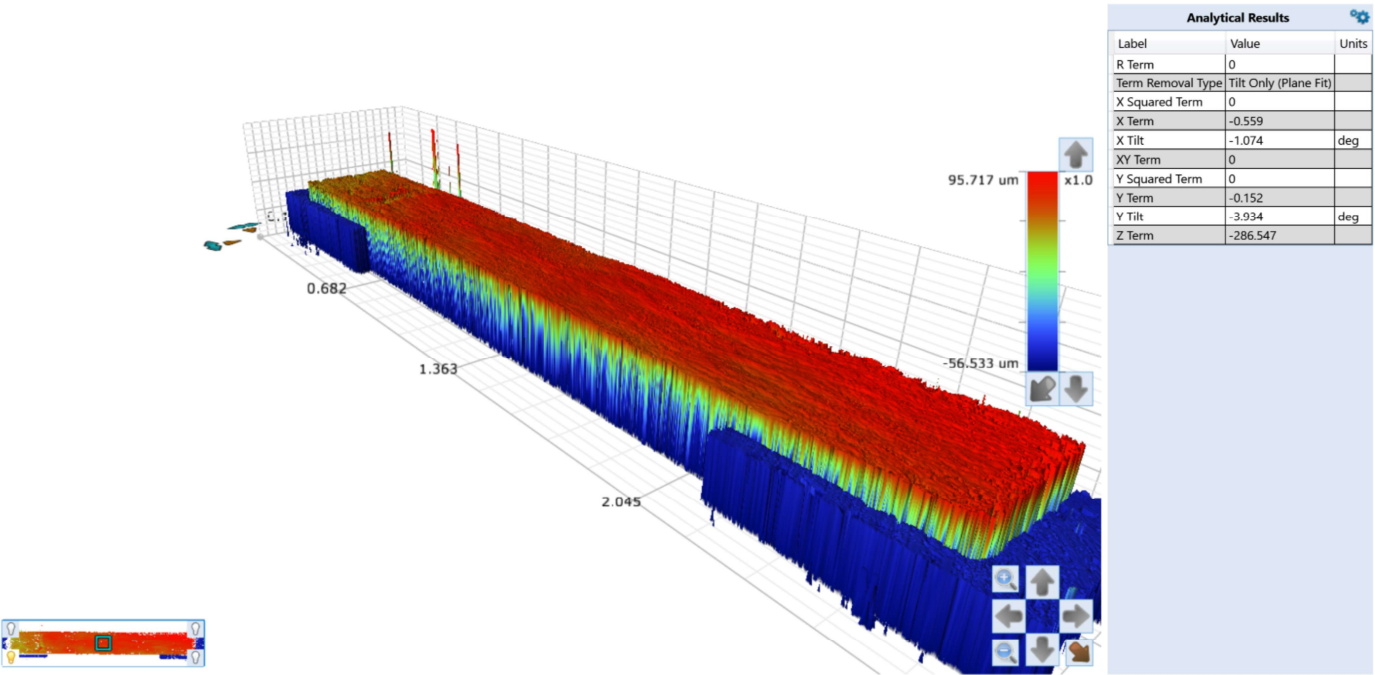 Analytical Results
Label Value Units
R Term 0
Term Removal Type Tilt Only (Plane Fit)
X Squared Term 0
X Term -0.559
X Tilt -1.074 deg
XY Term 0
Y Squared Term 0
Y Term -0.152
Y Tilt -3.934 deg
Z Term -286.547
95.717 um x1.0
-56.533 um
0.682
1.363
2.045